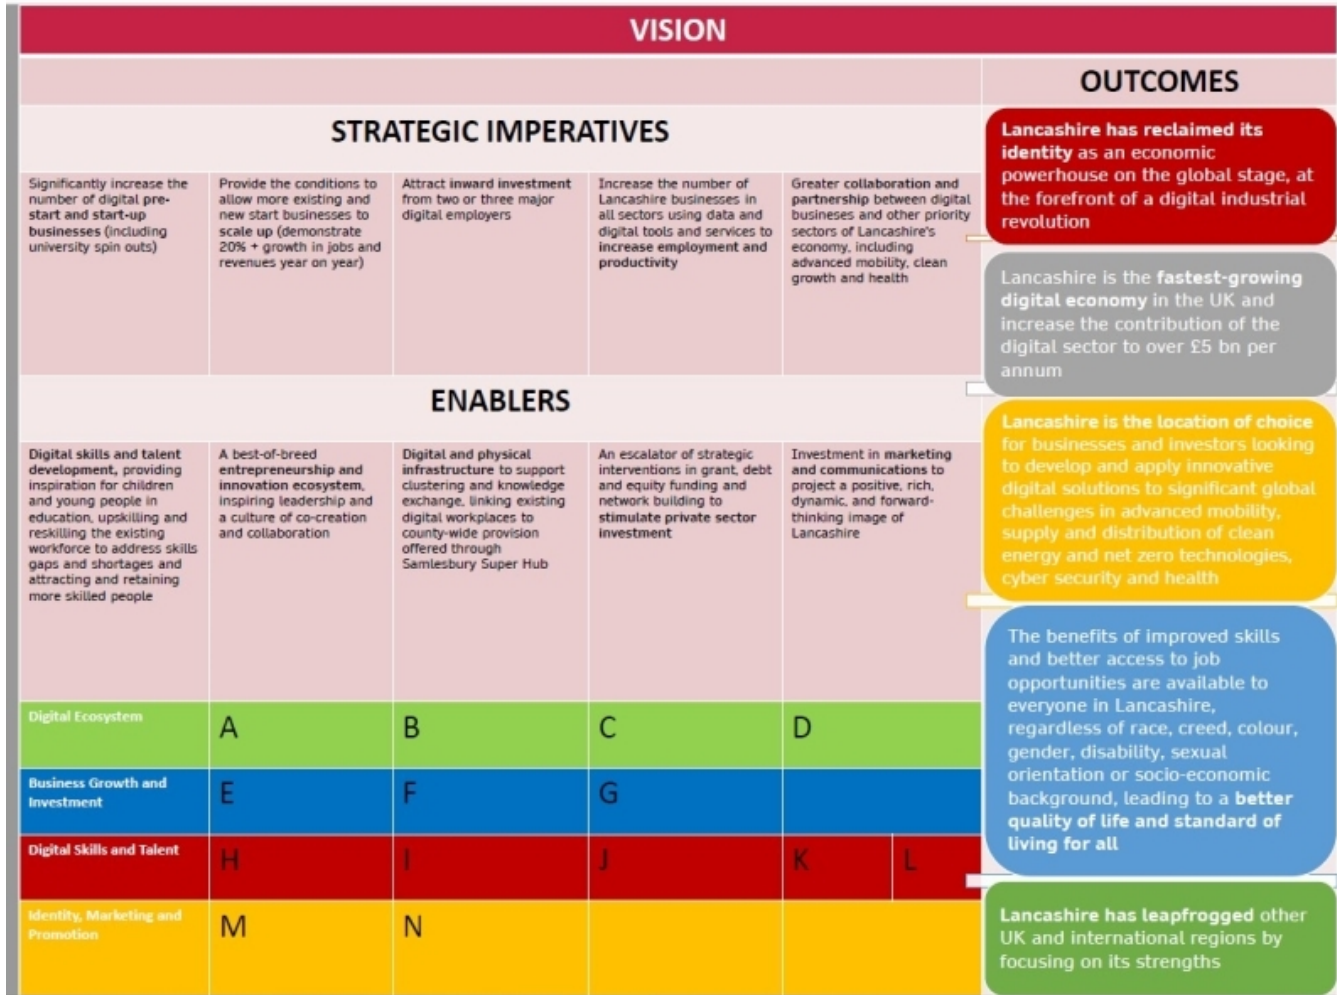 VISION
OUTCOMES
STRATEGIC IMPERATIVES
Significantly increase the
number of digital pre-
start and start-up
businesses (including
university spin outs)
Provide the conditions to
allow more existing and
new start businesses to
scale up (demonstrate
20% + growth in jobs and
revenues year on year)
Attract inward investment
from two or three major
digital employers
Increase the number of
Lancashire businesses in
all sectors using data and
digital tools and services to
increase employment and
productivity
Greater collaboration and
partnership between digital
busineses and other priority
sectors of Lancashire's
economy, including
advanced mobility, clean
growth and health
ENABLERS
Digital skills and talent
development, providing
inspiration for children
and young people in
education, upskilling and
reskilling the existing
workforce to address skills
gaps and shortages and
attracting and retaining
more skilled people
A best-of-breed
entrepreneurship and
innovation ecosystem,
inspiring leadership and
a culture of co-creation
and collaboration
Digital and physical
infrastructure to support
clustering and knowledge
exchange, linking existing
digital workplaces to
county-wide provision
offered through
Samlesbury Super Hub
An escalator of strategic
interventions in grant, debt
and equity funding and
network building to
stimulate private sector
investment
Investment in marketing
and communications to
project a positive, rich,
dynamic, and forward-
thinking image of
Lancashire
Digital Ecosystem
A
B
C
D
Business Growth and
Investment
E
F
G
Digital Skills and Talent
H
I
J
K
L
Identity, Marketing and
Promotion
M
N
Lancashire has reclaimed its
identity as an economic
powerhouse on the global stage, at
the forefront of a digital industrial
revolution
Lancashire is the fastest-growing
digital economy in the UK and
increase the contribution of the
digital sector to over £5 bn per
annum
Lancashire is the location of choice
for businesses and investors looking
to develop and apply innovative
digital solutions to significant global
challenges in advanced mobility,
supply and distribution of clean
energy and net zero technologies,
cyber security and health
The benefits of improved skills
and better access to job
opportunities are available to
everyone in Lancashire,
regardless of race, creed, colour,
gender, disability, sexual
orientation or socio-economic
background, leading to a better
quality of life and standard of
living for all
Lancashire has leapfrogged other
UK and international regions by
focusing on its strengths